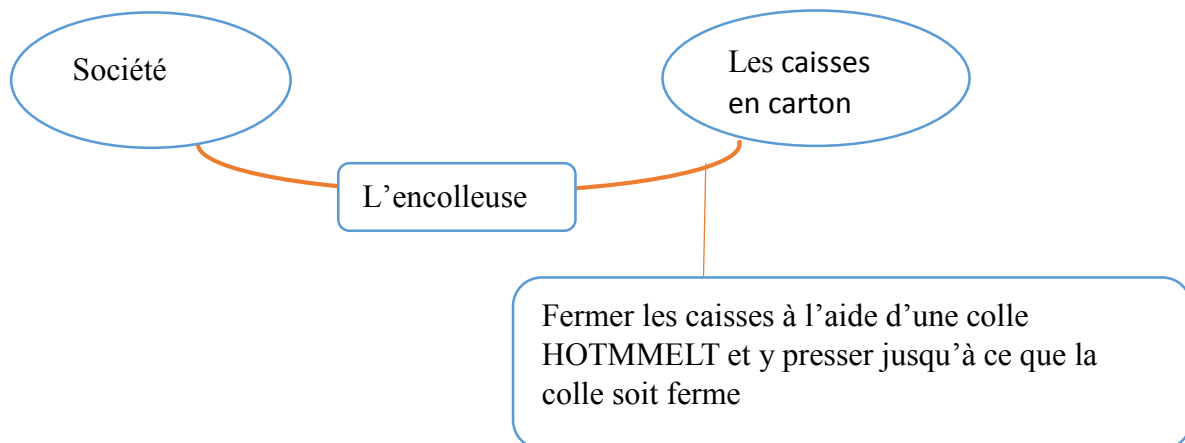 Société
Les caisses
en carton
L’encolleuse
Fermer les caisses à l’aide d’une colle
HOTMMELT et y presser jusqu’à ce que la
colle soit ferme